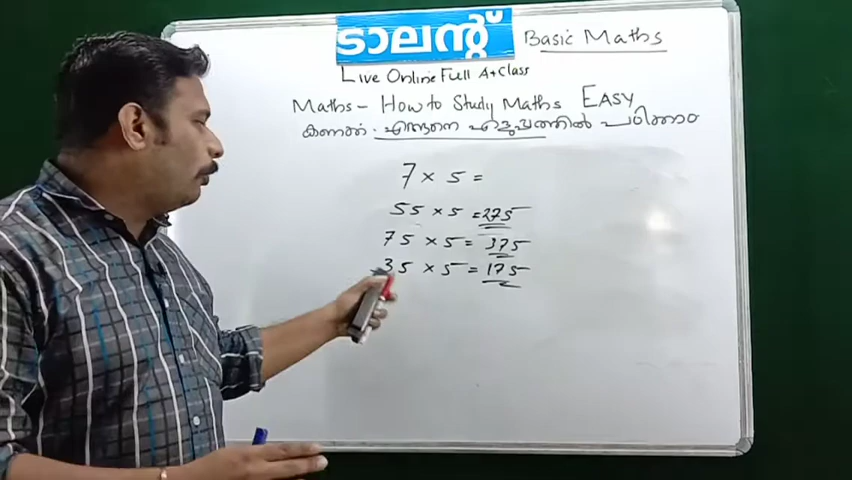 ടാലന്റ്
Basic Maths
Live Online Full A+ Class
Maths - How to Study Maths EASY
കണക്ക് . എങ്ങനെ എളുപ്പത്തിൽ പഠിക്കാം
7 × 5 =
55 × 5 = 275
75 × 5 = 375
35 × 5 = 175